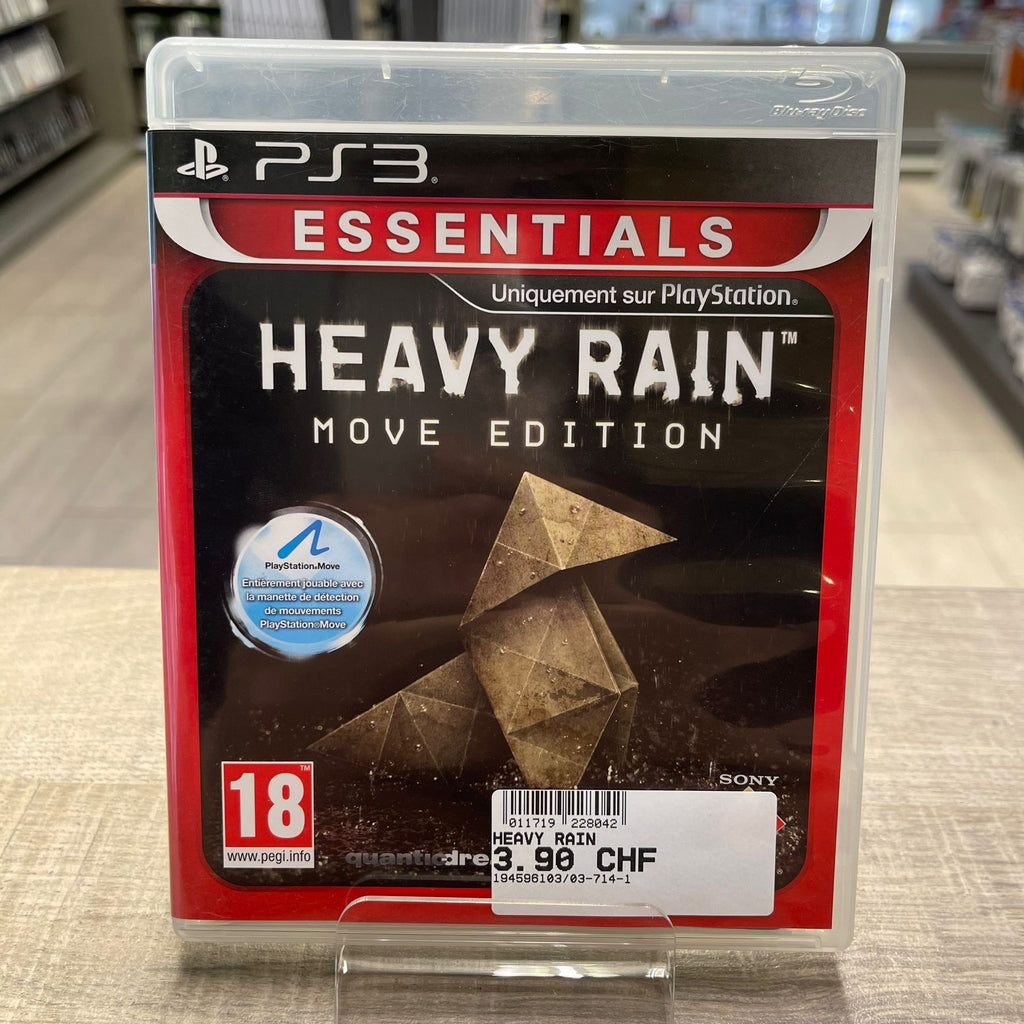 Blu-ray Disc
PS3
ESSENTIALS
Uniquement sur PlayStation®
HEAVY RAIN™
MOVE EDITION
PlayStation®Move
Entièrement jouable avec
la manette de détection
de mouvements
PlayStation®Move
18
www.pegi.info
SONY
quanticdre
011719 228042
HEAVY RAIN
3.90 CHF
194596103/03-714-1